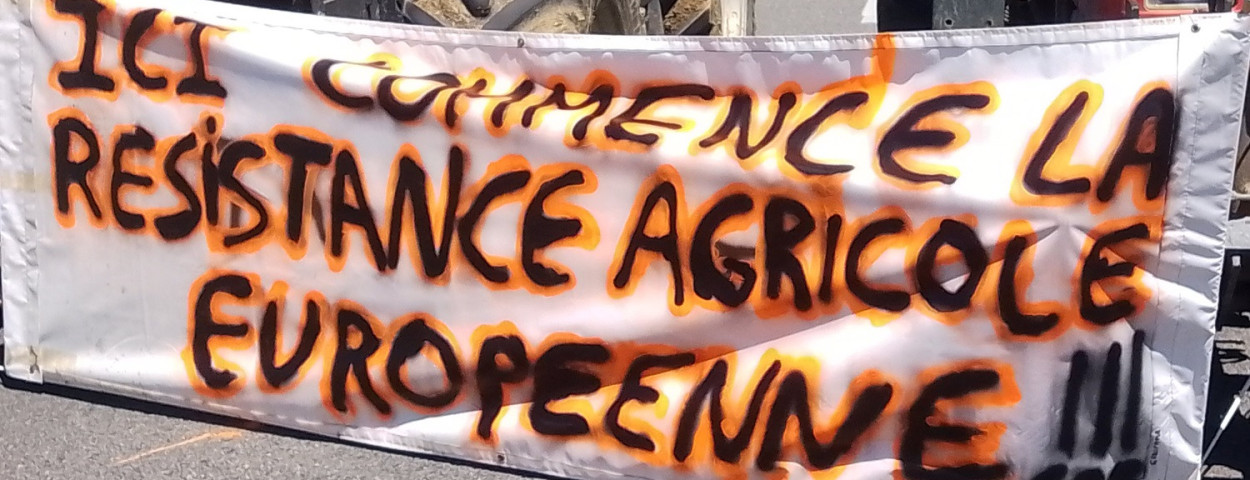 ICI COMMENCE LA
RESiSTANCE AGRICOLE
EUROPEENNE !!!